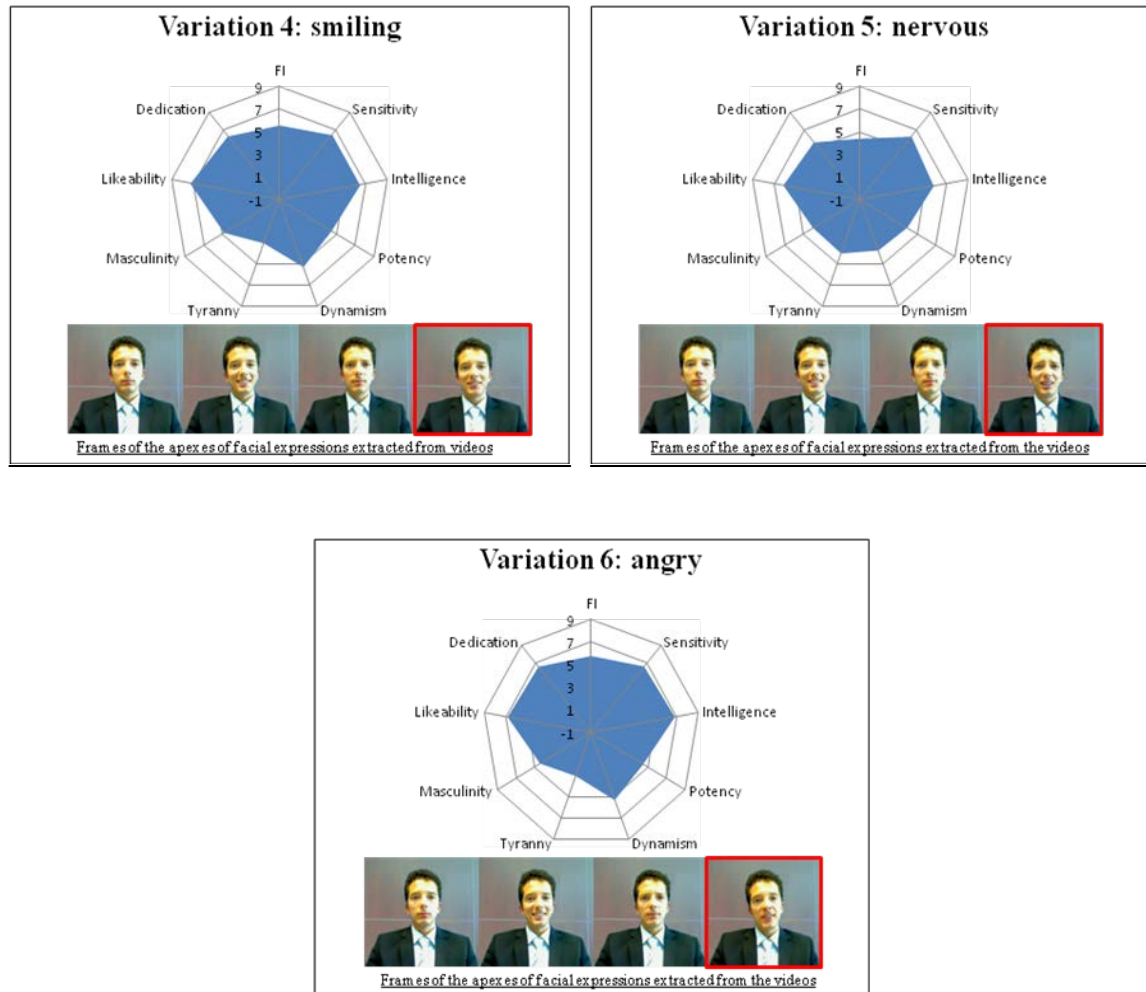 Variation 4: smiling
FI
9
Dedication
7
Sensitivity
5
3
Likeability
1
Intelligence
-1
Masculinity
Potency
Tyranny
Dynamism
Frames of the apexes of facial expressions extracted from videos
Variation 5: nervous
FI
9
Dedication
7
Sensitivity
5
3
Likeability
1
Intelligence
-1
Masculinity
Potency
Tyranny
Dynamism
Frames of the apexes of facial expressions extracted from the videos
Variation 6: angry
FI
9
Dedication
7
Sensitivity
5
3
Likeability
1
Intelligence
-1
Masculinity
Potency
Tyranny
Dynamism
Frames of the apexes of facial expressions extracted from the videos